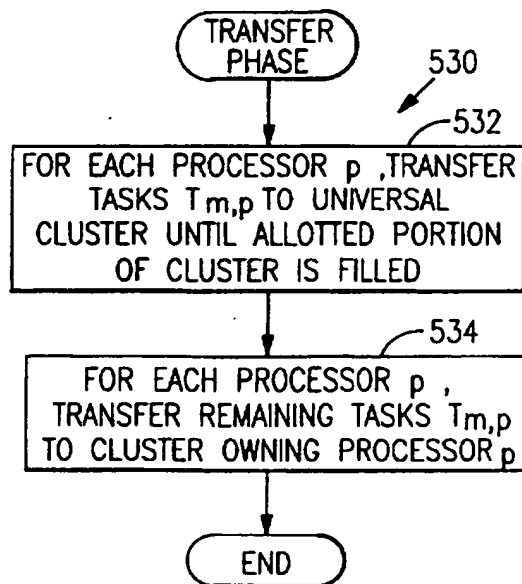 TRANSFER
PHASE
530
532
FOR EACH PROCESSOR p ,TRANSFER
TASKS Tm,p TO UNIVERSAL
CLUSTER UNTIL ALLOTTED PORTION
OF CLUSTER IS FILLED
534
FOR EACH PROCESSOR p ,
TRANSFER REMAINING TASKS Tm,p
TO CLUSTER OWNING PROCESSOR p
END